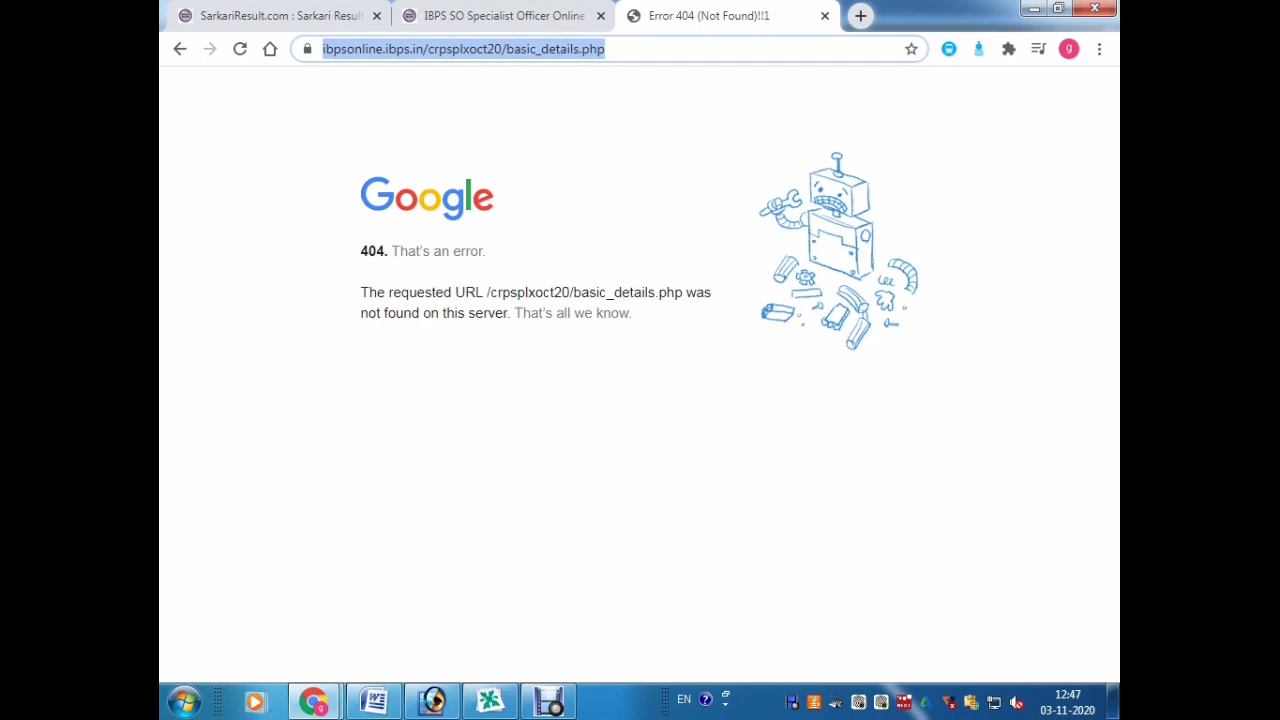 SarkariResult.com : Sarkari Result
IBPS SO Specialist Officer Online
Error 404 (Not Found)!!1
ibpsonline.ibps.in/crpsplxoct20/basic_details.php
g
Google
404. That's an error.
The requested URL /crpsplxoct20/basic_details.php was
not found on this server. That's all we know.
EN
12:47
03-11-2020